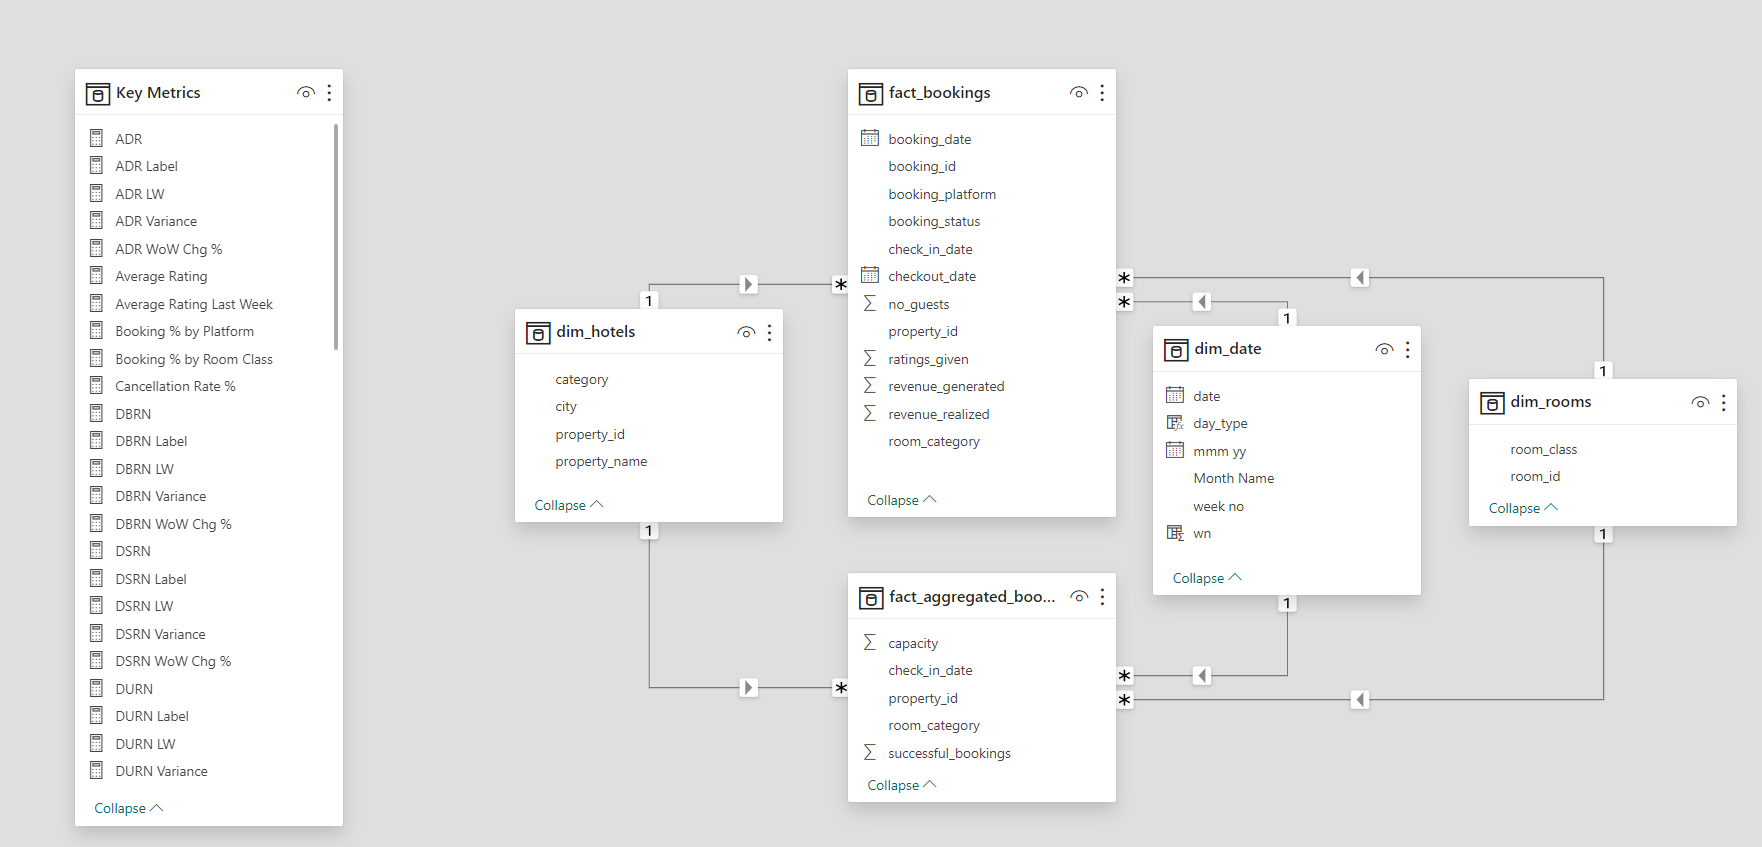 Key Metrics
ADR
ADR Label
ADR LW
ADR Variance
ADR WoW Chg %
Average Rating
Average Rating Last Week
Booking % by Platform
Booking % by Room Class
Cancellation Rate %
DBRN
DBRN Label
DBRN LW
DBRN Variance
DBRN WoW Chg %
DSRN
DSRN Label
DSRN LW
DSRN Variance
DSRN WoW Chg %
DURN
DURN Label
DURN LW
DURN Variance
Collapse
dim_hotels
category
city
property_id
property_name
Collapse
fact_bookings
booking_date
booking_id
booking_platform
booking_status
check_in_date
checkout_date
no_guests
property_id
ratings_given
revenue_generated
revenue_realized
room_category
Collapse
fact_aggregated_boo...
capacity
check_in_date
property_id
room_category
successful_bookings
Collapse
dim_date
date
day_type
mmm yy
Month Name
week no
wn
Collapse
dim_rooms
room_class
room_id
Collapse
1
*
1
*
*
1
*
1
1
*
1
*